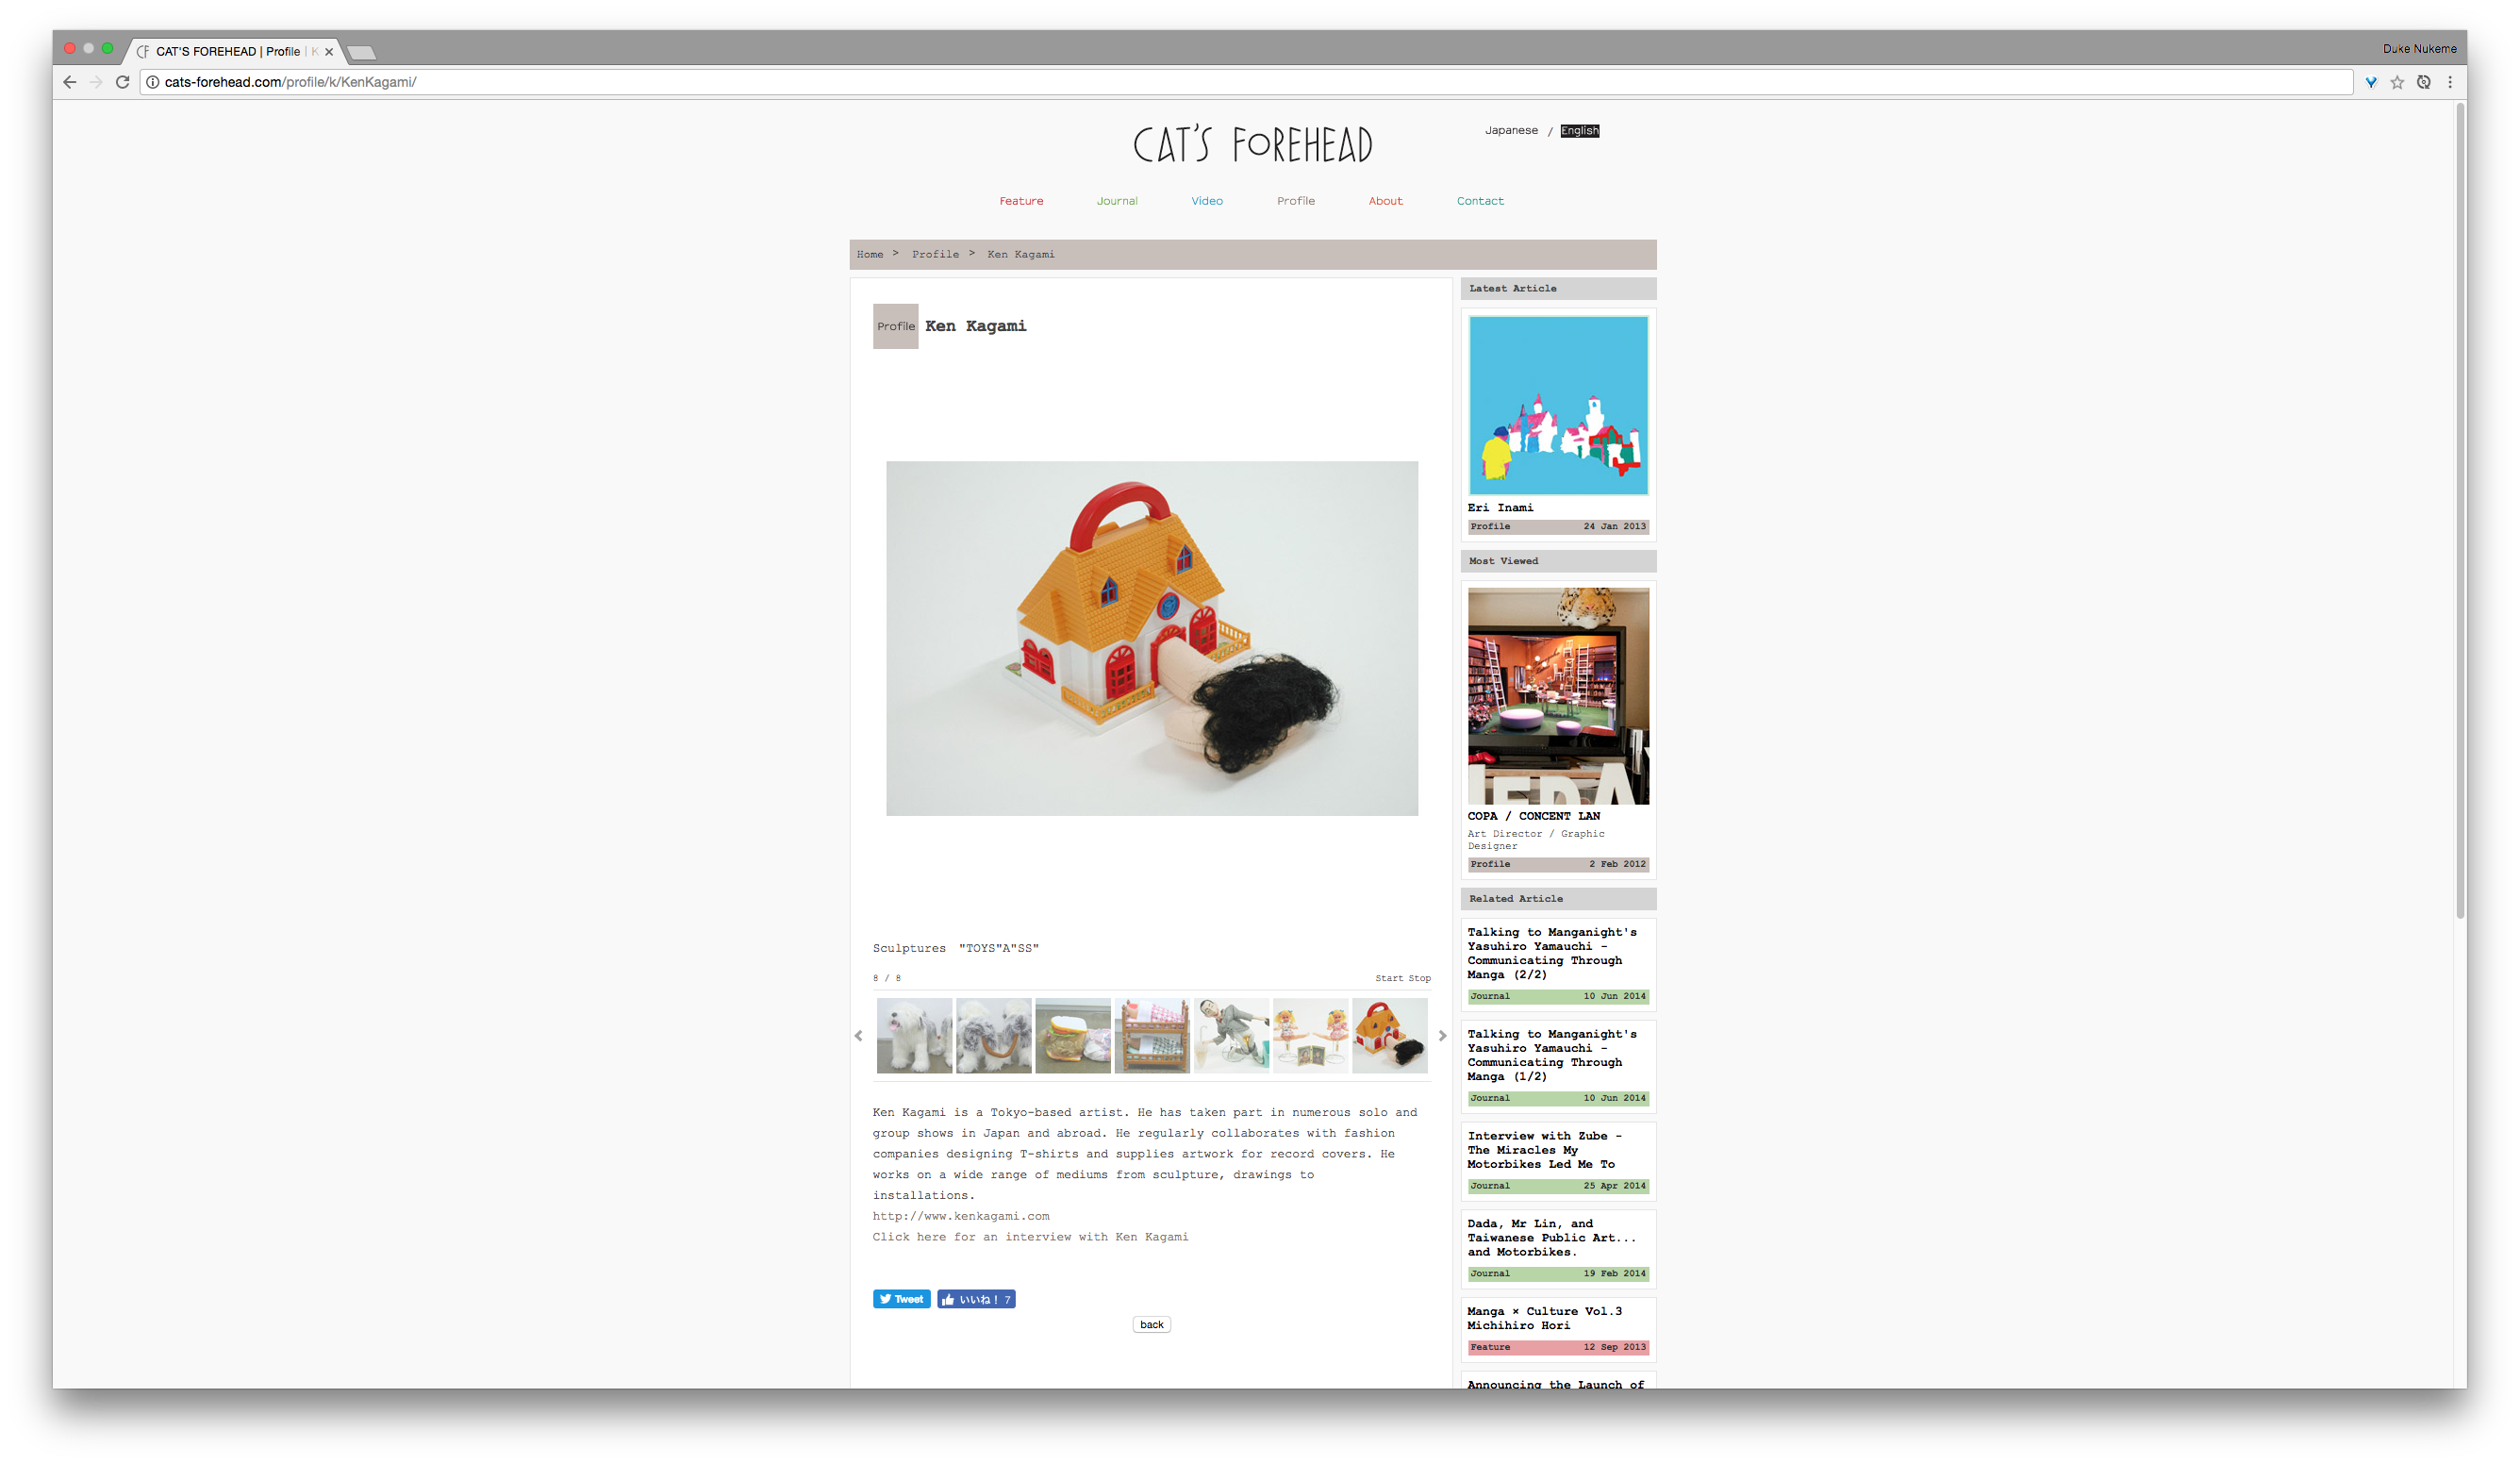 CAT'S FOREHEAD | Profile | K
Duke Nukeme
cats-forehead.com/profile/k/KenKagami/
CAT'S FOREHEAD
Japanese / English
Feature Journal Video Profile About Contact
Home > Profile > Ken Kagami
Profile Ken Kagami
Sculptures "TOYS"A"SS"
8 / 8
Start Stop
Ken Kagami is a Tokyo-based artist. He has taken part in numerous solo and
group shows in Japan and abroad. He regularly collaborates with fashion
companies designing T-shirts and supplies artwork for record covers. He
works on a wide range of mediums from sculpture, drawings to
installations.
http://www.kenkagami.com
Click here for an interview with Ken Kagami
Tweet いいね！ 7
back
Latest Article
Eri Inami
Profile 24 Jan 2013
Most Viewed
COPA / CONCENT LAN
Art Director / Graphic
Designer
Profile 2 Feb 2012
Related Article
Talking to Manganight's
Yasuhiro Yamauchi -
Communicating Through
Manga (2/2)
Journal 10 Jun 2014
Talking to Manganight's
Yasuhiro Yamauchi -
Communicating Through
Manga (1/2)
Journal 10 Jun 2014
Interview with Zube -
The Miracles My
Motorbikes Led Me To
Journal 25 Apr 2014
Dada, Mr Lin, and
Taiwanese Public Art...
and Motorbikes.
Journal 19 Feb 2014
Manga × Culture Vol.3
Michihiro Hori
Feature 12 Sep 2013
Announcing the Launch of